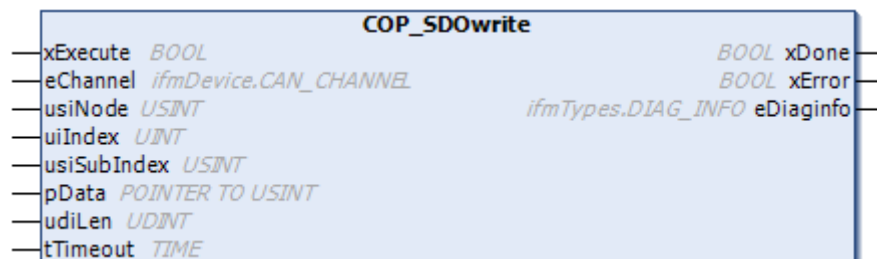 COP_SDOwrite
xExecute BOOL BOOL xDone
eChannel ifmDevice.CAN_CHANNEL BOOL xError
usiNode USINT ifmTypes.DIAG_INFO eDiaginfo
uiIndex UINT
usiSubIndex USINT
pData POINTER TO USINT
udiLen UDINT
tTimeout TIME